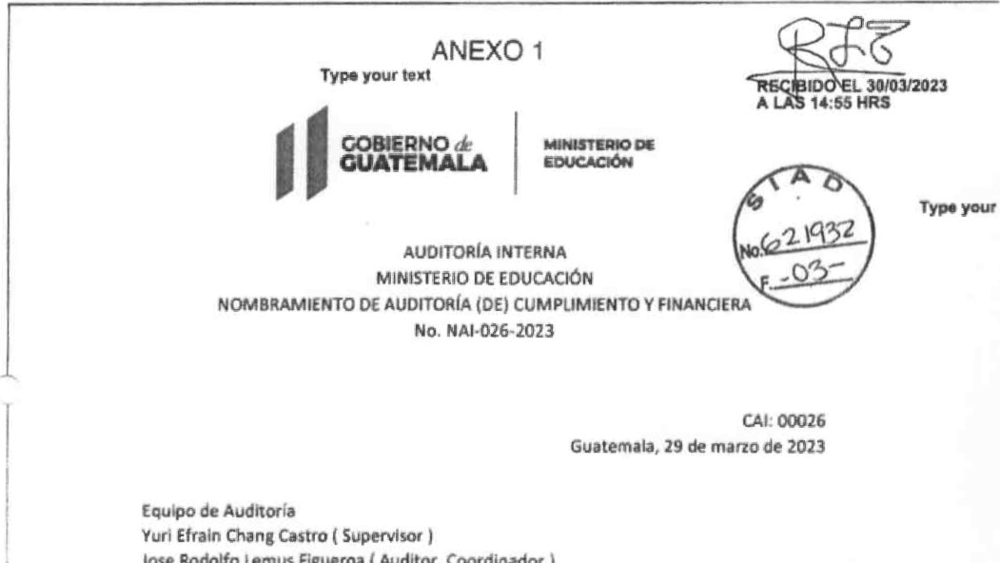 ANEXO 1
Type your text
RECIBIDO EL 30/03/2023
A LAS 14:55 HRS
GOBIERNO de
GUATEMALA
MINISTERIO DE
EDUCACIÓN
SIAD
No. 621932
F. -03-
Type your
AUDITORÍA INTERNA
MINISTERIO DE EDUCACIÓN
NOMBRAMIENTO DE AUDITORÍA (DE) CUMPLIMIENTO Y FINANCIERA
No. NAI-026-2023
CAI: 00026
Guatemala, 29 de marzo de 2023
Equipo de Auditoría
Yuri Efrain Chang Castro ( Supervisor )
Jose Rodolfo Lemus Figueroa ( Auditor, Coordinador )